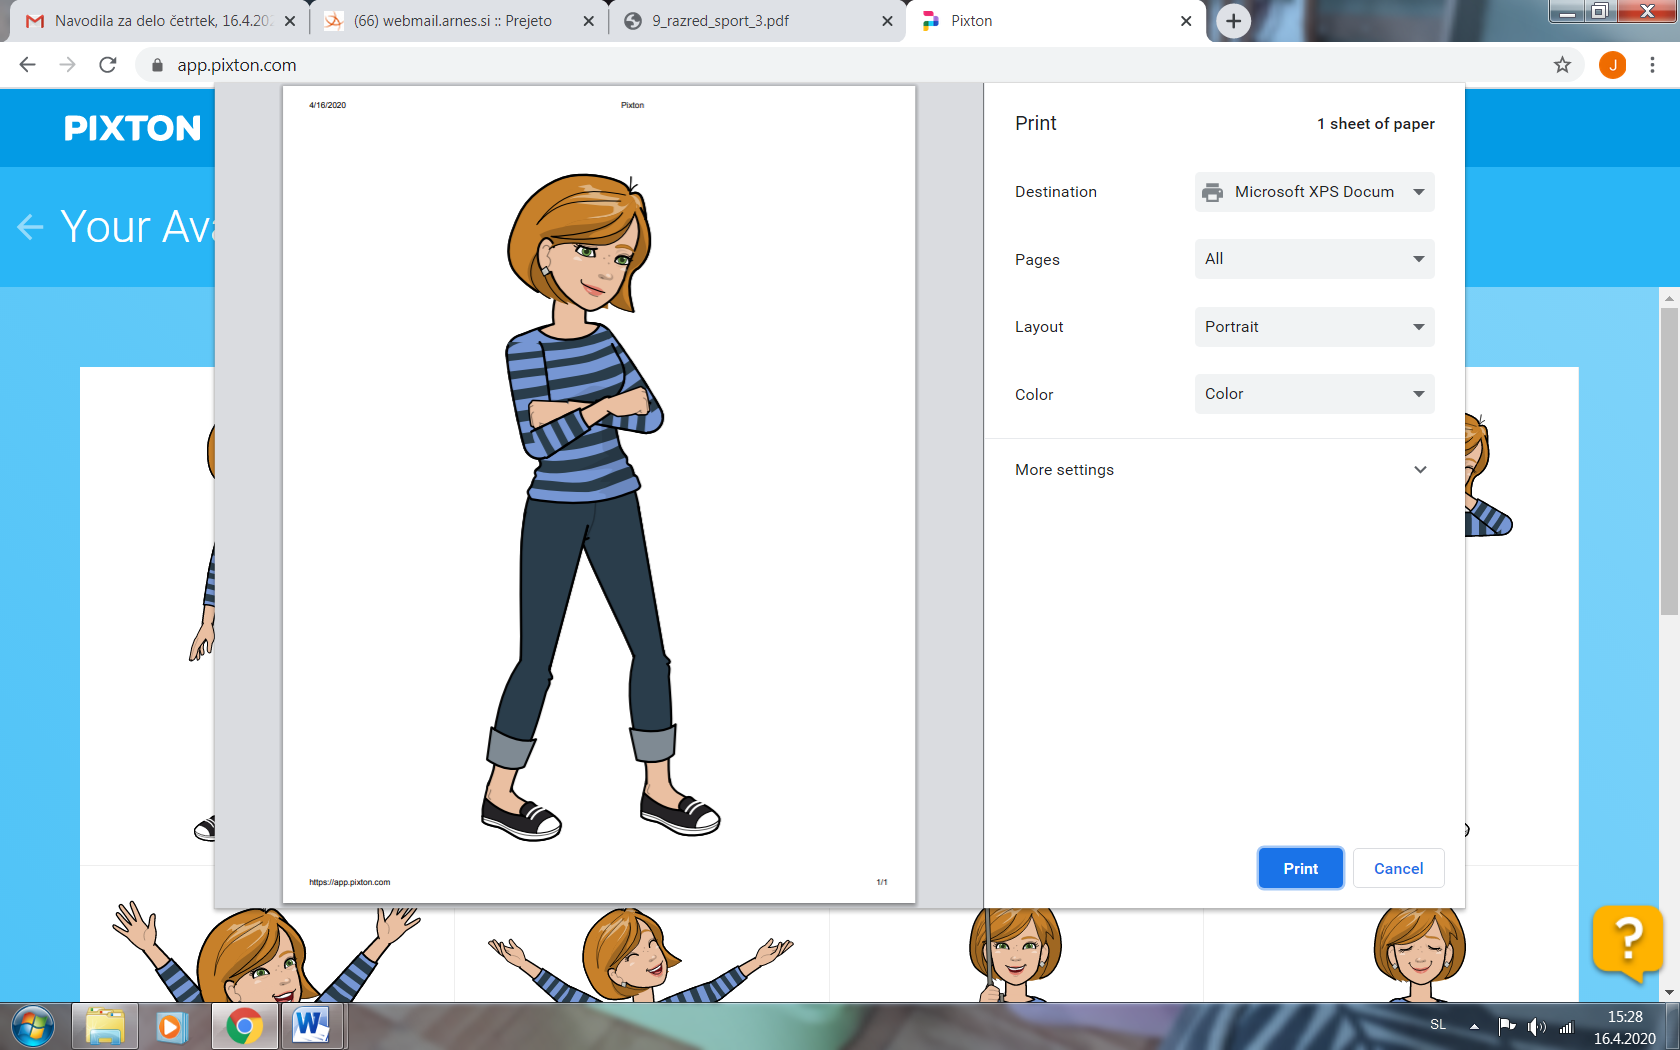 Navodila za delo četrtek, 16.4.202
(66) webmail.arnes.si :: Prejeto
9_razred_sport_3.pdf
Pixton
app.pixton.com
J
PIXTON
Your Ava
4/16/2020
Pixton
https://app.pixton.com
1/1
Print
1 sheet of paper
Destination
Microsoft XPS Docum
Pages
All
Layout
Portrait
Color
Color
More settings
Print
Cancel
?
W
SL
15:28
16.4.2020